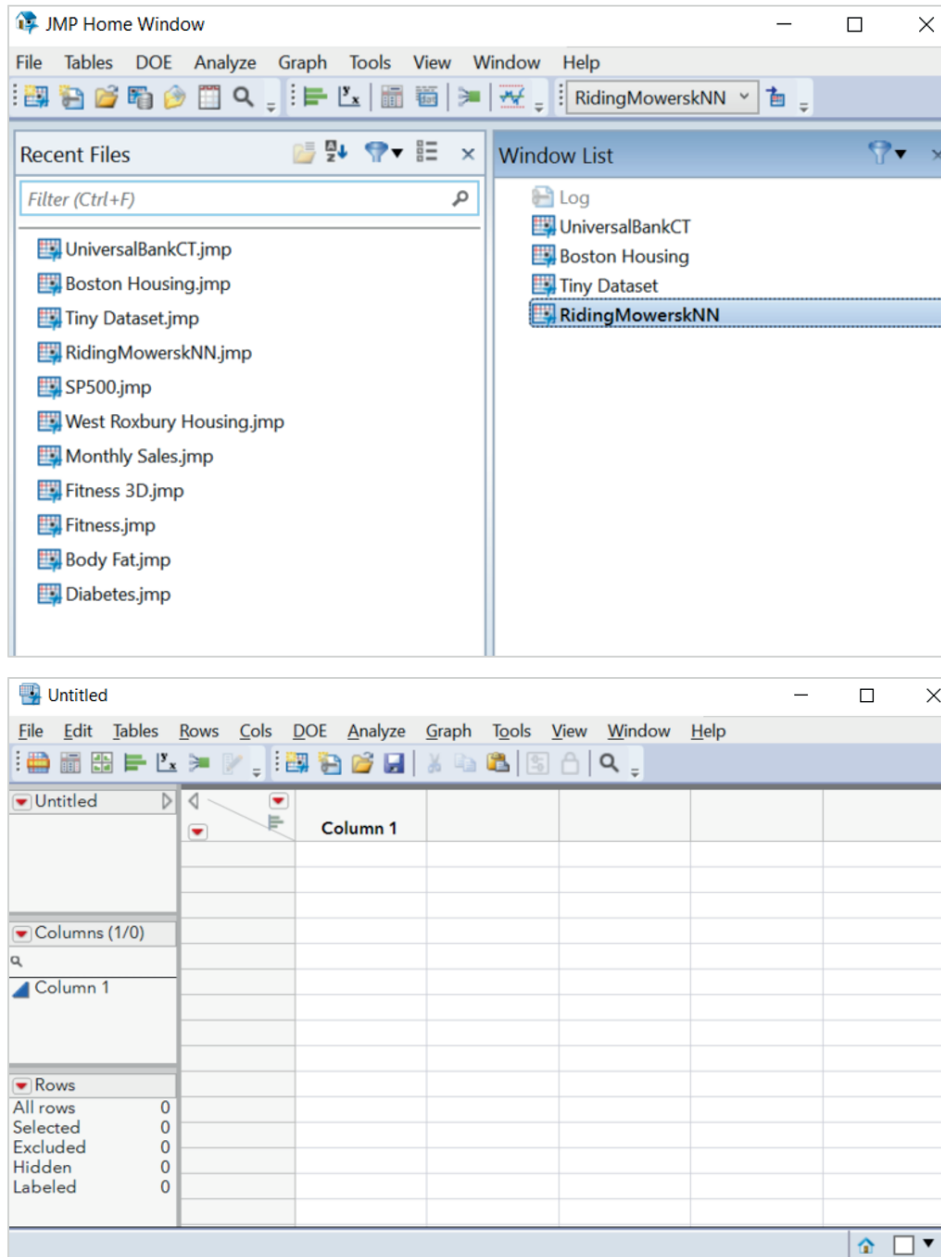 JMP Home Window
File Tables DOE Analyze Graph Tools View Window Help
RidingMowerskNN
Recent Files
Filter (Ctrl+F)
UniversalBankCT.jmp
Boston Housing.jmp
Tiny Dataset.jmp
RidingMowerskNN.jmp
SP500.jmp
West Roxbury Housing.jmp
Monthly Sales.jmp
Fitness 3D.jmp
Fitness.jmp
Body Fat.jmp
Diabetes.jmp
Window List
Log
UniversalBankCT
Boston Housing
Tiny Dataset
RidingMowerskNN
Untitled
File Edit Tables Rows Cols DOE Analyze Graph Tools View Window Help
Untitled
Columns (1/0)
Column 1
Rows
All rows 0
Selected 0
Excluded 0
Hidden 0
Labeled 0
Column 1